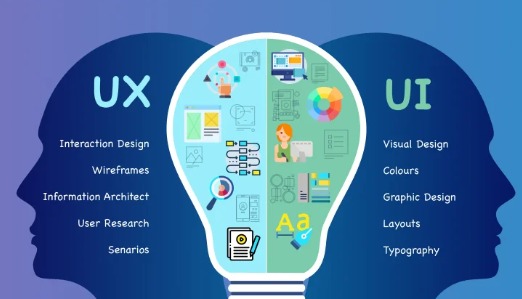 UX
Interaction Design
Wireframes
Information Architect
User Research
Senarios
Aa
UI
Visual Design
Colours
Graphic Design
Layouts
Typography